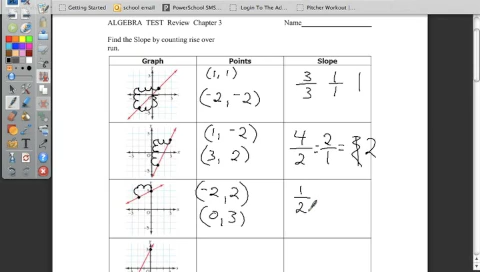 Getting Started
school email
PowerSchool SMS...
Login To The Ad...
Pitcher Workout 1
ALGEBRA TEST Review Chapter 3
Name
Find the Slope by counting rise over
run.
Graph Points Slope
(1, 1)
(-2, -2)
3/3 1/1 1
(1, -2)
(3, 2)
4/2 = 2/1 = 2
(-2, 2)
(0, 3)
1/2